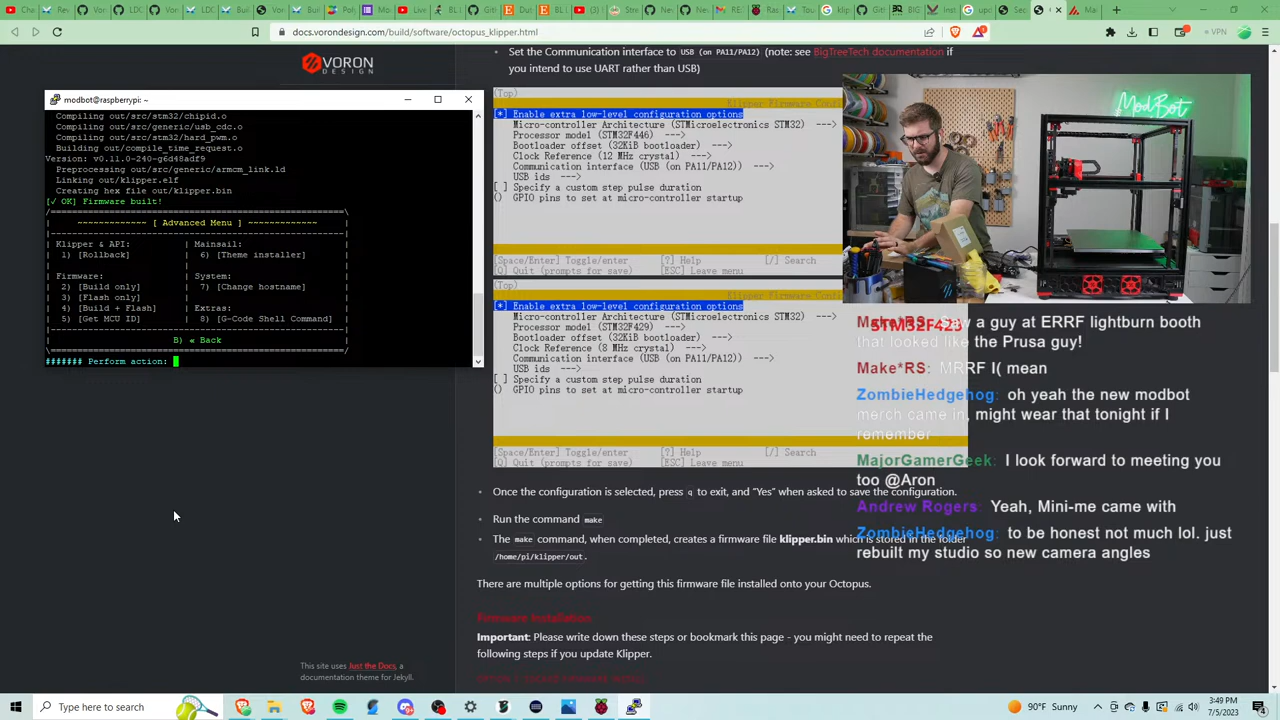 docs.vorondesign.com/build/software/octopus_klipper.html
VPN
VORON
DESIGN
Set the Communication interface to USB (on PA11/PA12) (note: see BigTreeTech documentation if
you intend to use UART rather than USB)
modbot@raspberrypi: ~
Compiling out/src/stm32/chipid.o
Compiling out/src/generic/usb_cdc.o
Compiling out/src/stm32/hard_pwm.o
Building out/compile_time_request.o
Version: v0.11.0-240-g6d48adf9
Preprocessing out/src/generic/armcm_link.ld
Linking out/klipper.elf
Creating hex file out/klipper.bin
[✓ OK] Firmware built!
/=======================================================\
| ~~~~~~~~~~~~~ [ Advanced Menu ] ~~~~~~~~~~~~~ |
|-------------------------------------------------------|
| Klipper & API: | Mainsail: |
| 1) [Rollback] | 6) [Theme installer] |
| | |
| Firmware: | System: |
| 2) [Build only] | 7) [Change hostname] |
| 3) [Flash only] | |
| 4) [Build + Flash] | Extras: |
| 5) [Get MCU ID] | 8) [G-Code Shell Command] |
|-------------------------------------------------------|
| B) « Back |
\=======================================================/
####### Perform action:
(Top)
Klipper Firmware Conf
[*] Enable extra low-level configuration options
Micro-controller Architecture (STMicroelectronics STM32) --->
Processor model (STM32F446) --->
Bootloader offset (32KiB bootloader) --->
Clock Reference (12 MHz crystal) --->
Communication interface (USB (on PA11/PA12)) --->
USB ids --->
[ ] Specify a custom step pulse duration
() GPIO pins to set at micro-controller startup
[Space/Enter] Toggle/enter [?] Help [/] Search
[Q] Quit (prompts for save) [ESC] Leave menu
(Top)
Klipper Firmware Conf
[*] Enable extra low-level configuration options
Micro-controller Architecture (STMicroelectronics STM32) --->
Processor model (STM32F429) --->
Bootloader offset (32KiB bootloader) --->
Clock Reference (8 MHz crystal) --->
Communication interface (USB (on PA11/PA12)) --->
USB ids --->
[ ] Specify a custom step pulse duration
() GPIO pins to set at micro-controller startup
[Space/Enter] Toggle/enter [?] Help [/] Search
[Q] Quit (prompts for save) [ESC] Leave menu
ModBot
Make*RS: Saw a guy at ERRF lightburn booth
that looked like the Prusa guy!
Make*RS: MRRF I( mean
ZombieHedgehog: oh yeah the new modbot
merch came in, might wear that tonight if I
remember
MajorGamerGeek: I look forward to meeting you
too @Aron
Andrew Rogers: Yeah, Mini-me came with
ZombieHedgehog: to be honest not much lol. just
rebuilt my studio so new camera angles
Once the configuration is selected, press q to exit, and "Yes" when asked to save the configuration.
Run the command make
The make command, when completed, creates a firmware file klipper.bin which is stored in the folder
/home/pi/klipper/out.
There are multiple options for getting this firmware file installed onto your Octopus.
Firmware Installation
Important: Please write down these steps or bookmark this page - you might need to repeat the
following steps if you update Klipper.
This site uses Just the Docs, a
documentation theme for Jekyll.
Type here to search
90°F Sunny
3:49 PM
7/5/2023
4